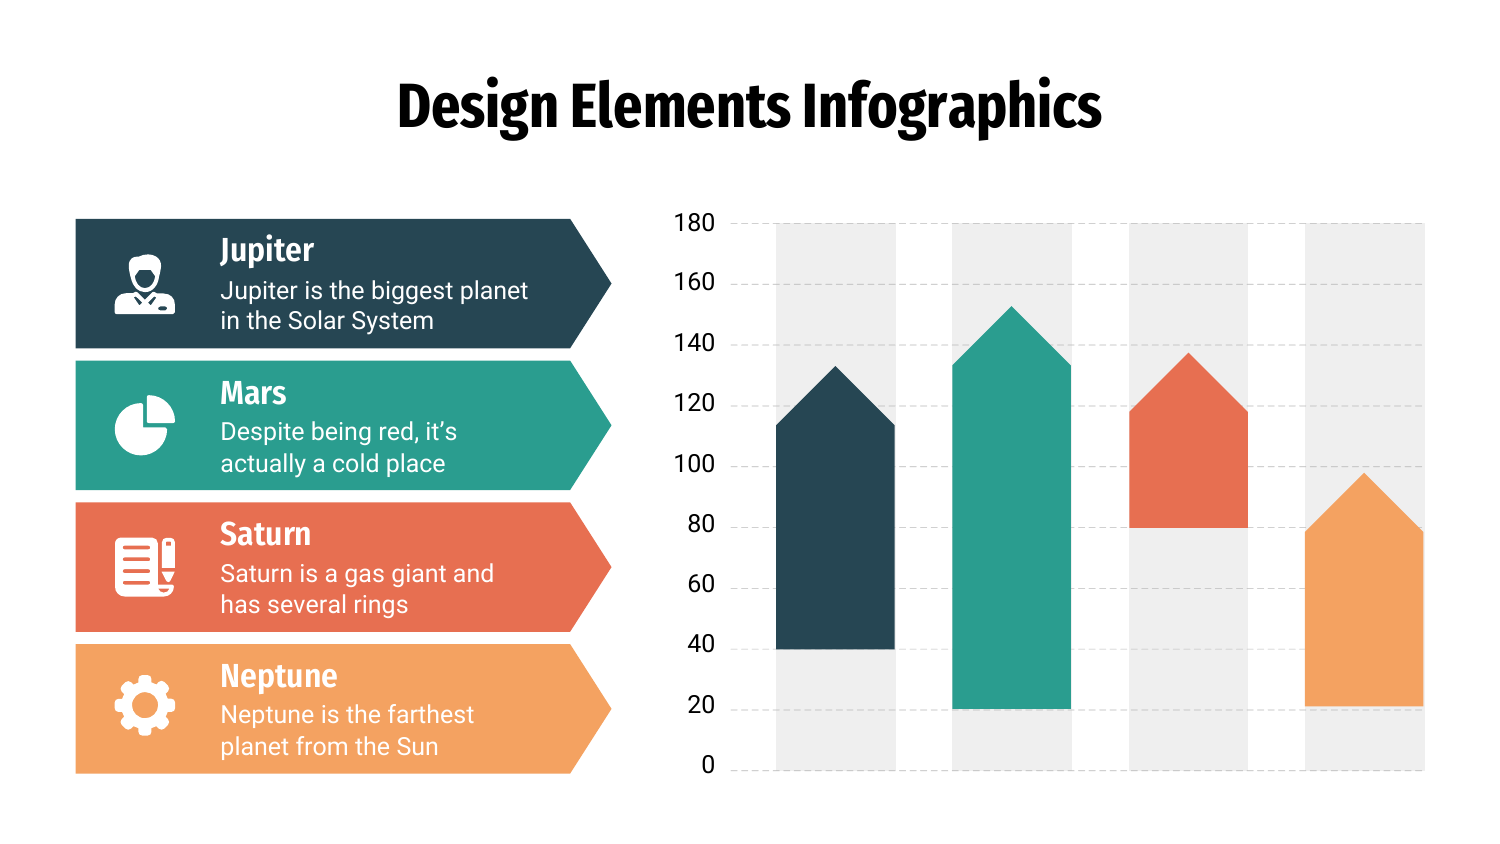 Design Elements Infographics
Jupiter
Jupiter is the biggest planet
in the Solar System
Mars
Despite being red, it’s
actually a cold place
Saturn
Saturn is a gas giant and
has several rings
Neptune
Neptune is the farthest
planet from the Sun
180
160
140
120
100
80
60
40
20
0